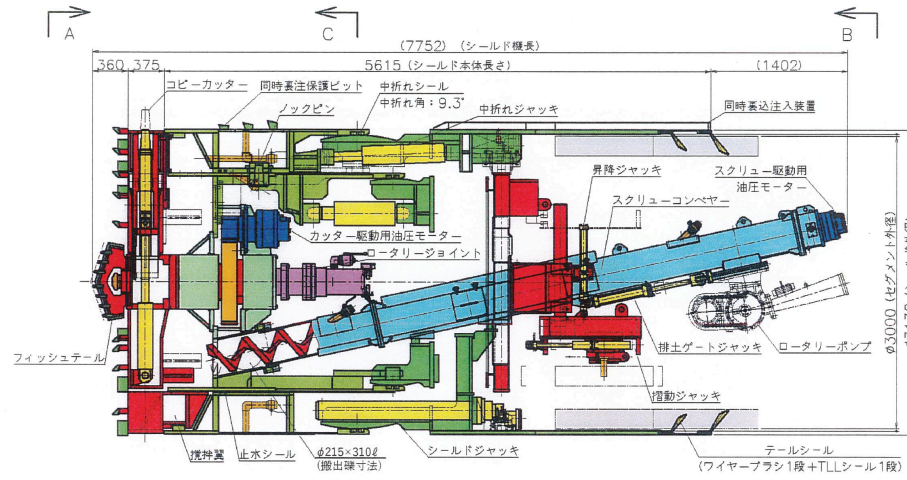 A
C
B
(7752) (シールド機長)
360 375
5615 (シールド本体長さ)
(1402)
コピーカッター
同時裏注保護ビット
ノックピン
中折れシール
中折れ角：9.3°
中折れジャッキ
同時裏込注入装置
昇降ジャッキ
スクリューコンベヤー
スクリュー駆動用
油圧モーター
カッター駆動用油圧モーター
ロータリージョイント
φ3000 (セグメント外径)
フィッシュテール
排土ゲートジャッキ
ロータリーポンプ
摺動ジャッキ
攪拌翼
止水シール
φ215×310ℓ
(搬出礫寸法)
シールドジャッキ
テールシール
(ワイヤーブラシ1段+TLLシール1段)